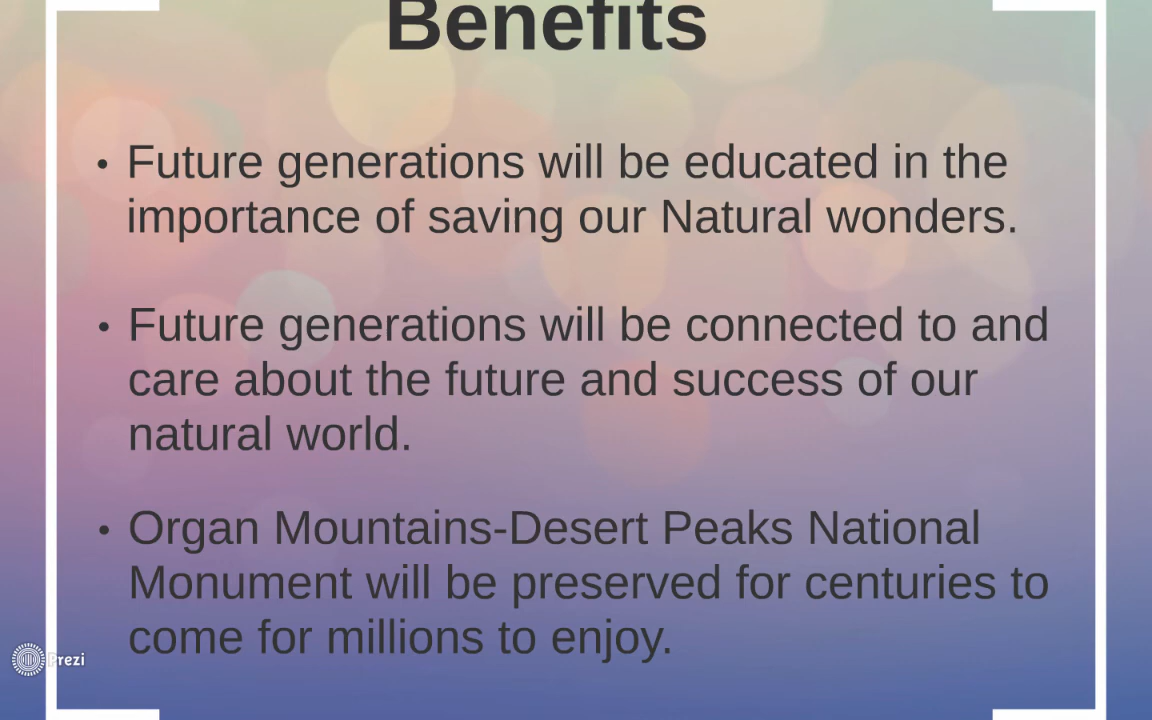 Benefits
• Future generations will be educated in the
importance of saving our Natural wonders.
• Future generations will be connected to and
care about the future and success of our
natural world.
• Organ Mountains-Desert Peaks National
Monument will be preserved for centuries to
come for millions to enjoy.
Prezi